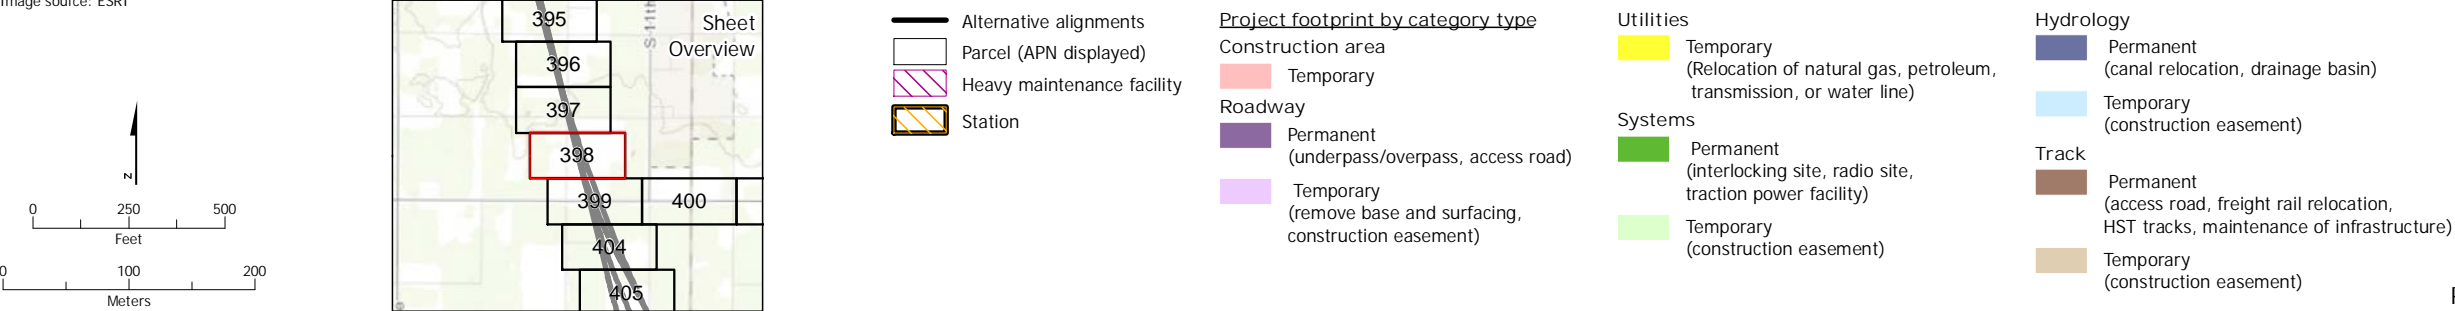 Image source: ESRI
N
0 250 500
Feet
0 100 200
Meters
Sheet
Overview
S 11th
395
396
397
398
399
400
404
405
Alternative alignments
Parcel (APN displayed)
Heavy maintenance facility
Station
Project footprint by category type
Construction area
Temporary
Roadway
Permanent
(underpass/overpass, access road)
Temporary
(remove base and surfacing,
construction easement)
Utilities
Temporary
(Relocation of natural gas, petroleum,
transmission, or water line)
Systems
Permanent
(interlocking site, radio site,
traction power facility)
Temporary
(construction easement)
Hydrology
Permanent
(canal relocation, drainage basin)
Temporary
(construction easement)
Track
Permanent
(access road, freight rail relocation,
HST tracks, maintenance of infrastructure)
Temporary
(construction easement)